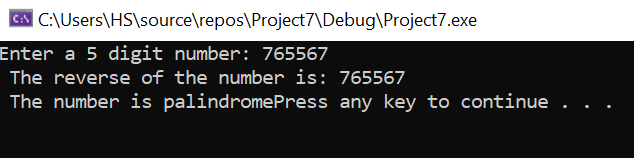 C:\Users\HS\source\repos\Project7\Debug\Project7.exe
Enter a 5 digit number: 765567
The reverse of the number is: 765567
The number is palindromePress any key to continue . . .